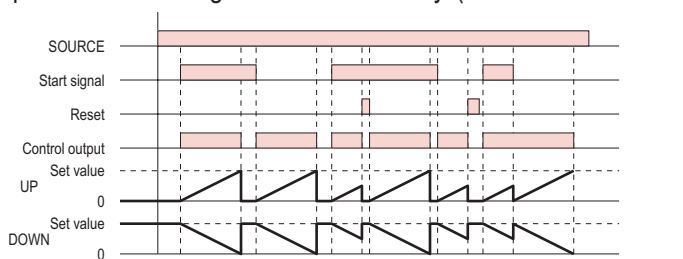 SOURCE
Start signal
Reset
Control output
Set value
UP
0
Set value
DOWN
0